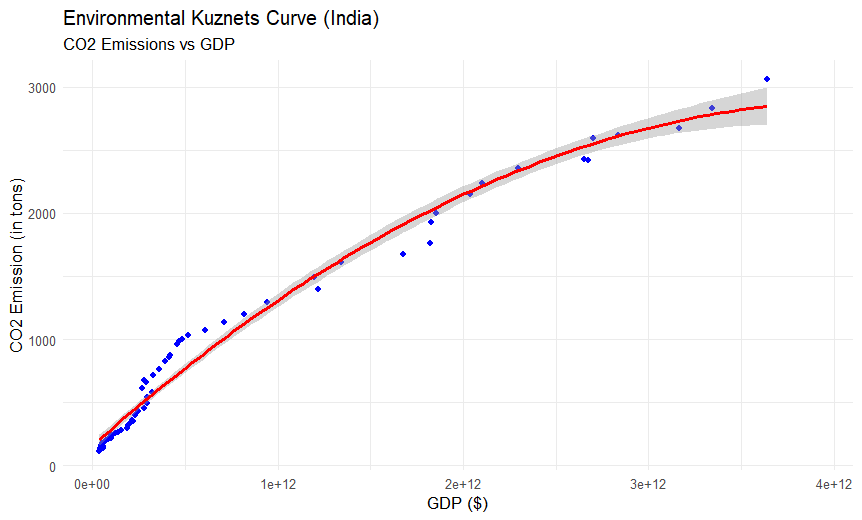 Environmental Kuznets Curve (India)
CO2 Emissions vs GDP
CO2 Emission (in tons)
3000
2000
1000
0
0e+00 1e+12 2e+12 3e+12 4e+12
GDP ($)